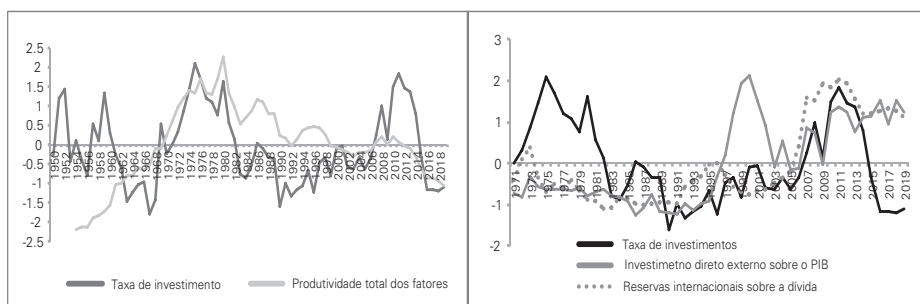 2.5
2
1.5
1
0.5
0
-0.5
-1
-1.5
-2
-2.5
1950 1952 1954 1956 1958 1960 1962 1964 1966 1968 1970 1972 1974 1976 1978 1980 1982 1984 1986 1988 1990 1992 1994 1996 1998 2000 2002 2004 2006 2008 2010 2012 2014 2016 2018
Taxa de investimento Produtividade total dos fatores
3
2
1
0
-1
-2
1971 1973 1975 1977 1979 1981 1983 1985 1987 1989 1991 1993 1995 1997 1999 2001 2003 2005 2007 2009 2011 2013 2015 2017 2019
Taxa de investimentos
Investimetno direto externo sobre o PIB
Reservas internacionais sobre a dívida